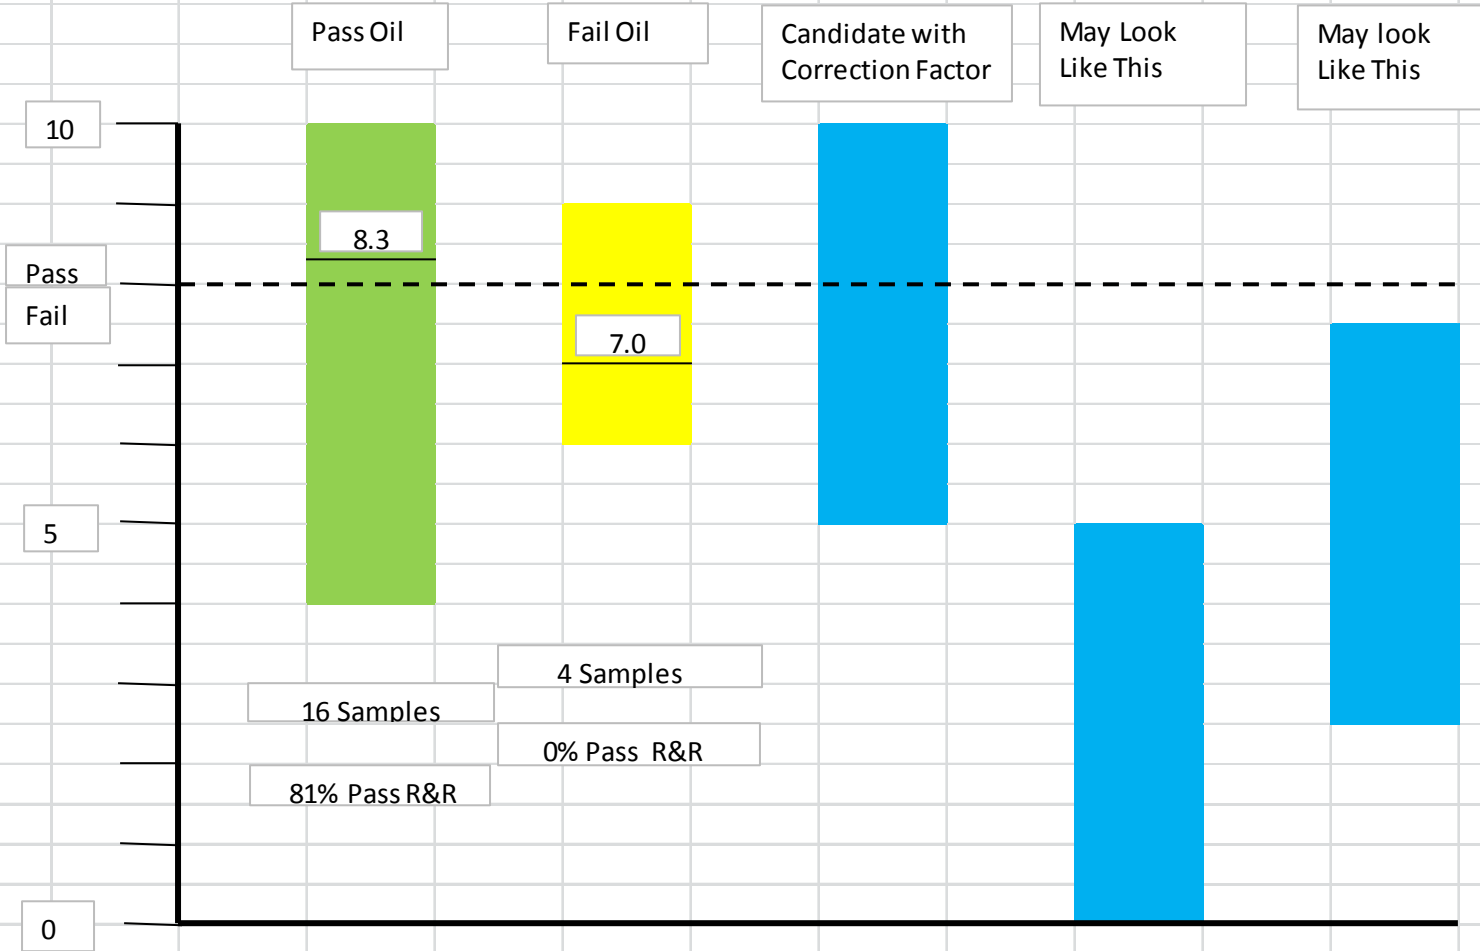 Pass Oil
Fail Oil
Candidate with
Correction Factor
May Look
Like This
May look
Like This
10
8.3
Pass
Fail
7.0
5
4 Samples
16 Samples
0% Pass R&R
81% Pass R&R
0